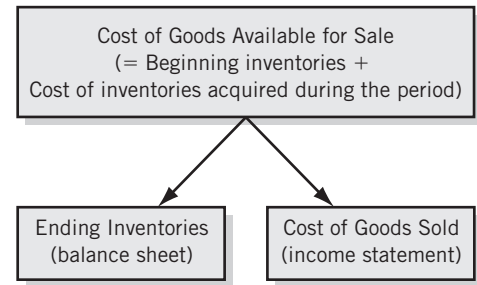 Cost of Goods Available for Sale
(= Beginning inventories +
Cost of inventories acquired during the period)
Ending Inventories
(balance sheet)
Cost of Goods Sold
(income statement)